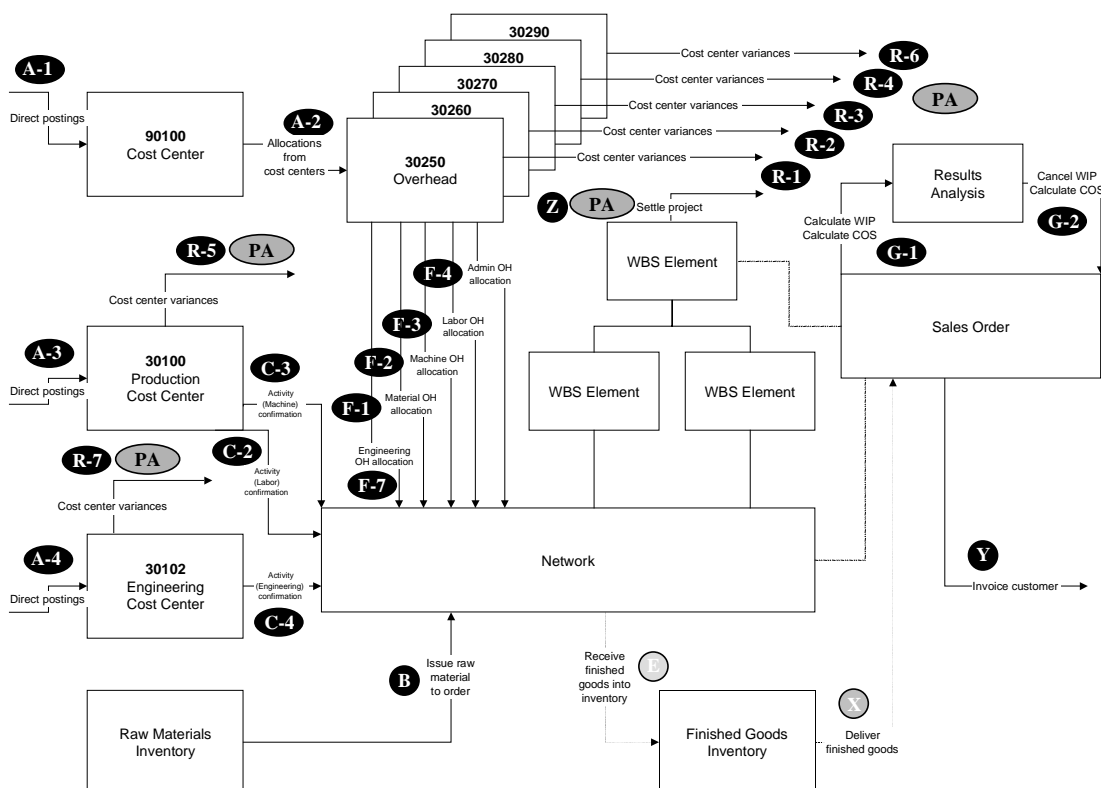 30290
Cost center variances
R-6
30280
Cost center variances
R-4
PA
30270
Cost center variances
R-3
30260
Cost center variances
R-2
30250
Overhead
Cost center variances
R-1
A-1
Direct postings
90100
Cost Center
A-2
Allocations
from
cost centers
Z
PA
Settle project
Results
Analysis
Cancel WIP
Calculate COS
G-2
Calculate WIP
Calculate COS
G-1
R-5
PA
Cost center variances
F-4
Admin OH
allocation
F-3
Labor OH
allocation
F-2
Machine OH
allocation
F-1
Material OH
allocation
Engineering
OH allocation
F-7
WBS Element
WBS Element
WBS Element
Sales Order
A-3
Direct postings
30100
Production
Cost Center
C-3
Activity
(Machine)
confirmation
C-2
Activity
(Labor)
confirmation
R-7
PA
Cost center variances
A-4
Direct postings
30102
Engineering
Cost Center
Activity
(Engineering)
confirmation
C-4
Network
Y
Invoice customer
B
Issue raw
material
to order
Receive
finished
goods into
inventory
E
Raw Materials
Inventory
Finished Goods
Inventory
X
Deliver
finished goods